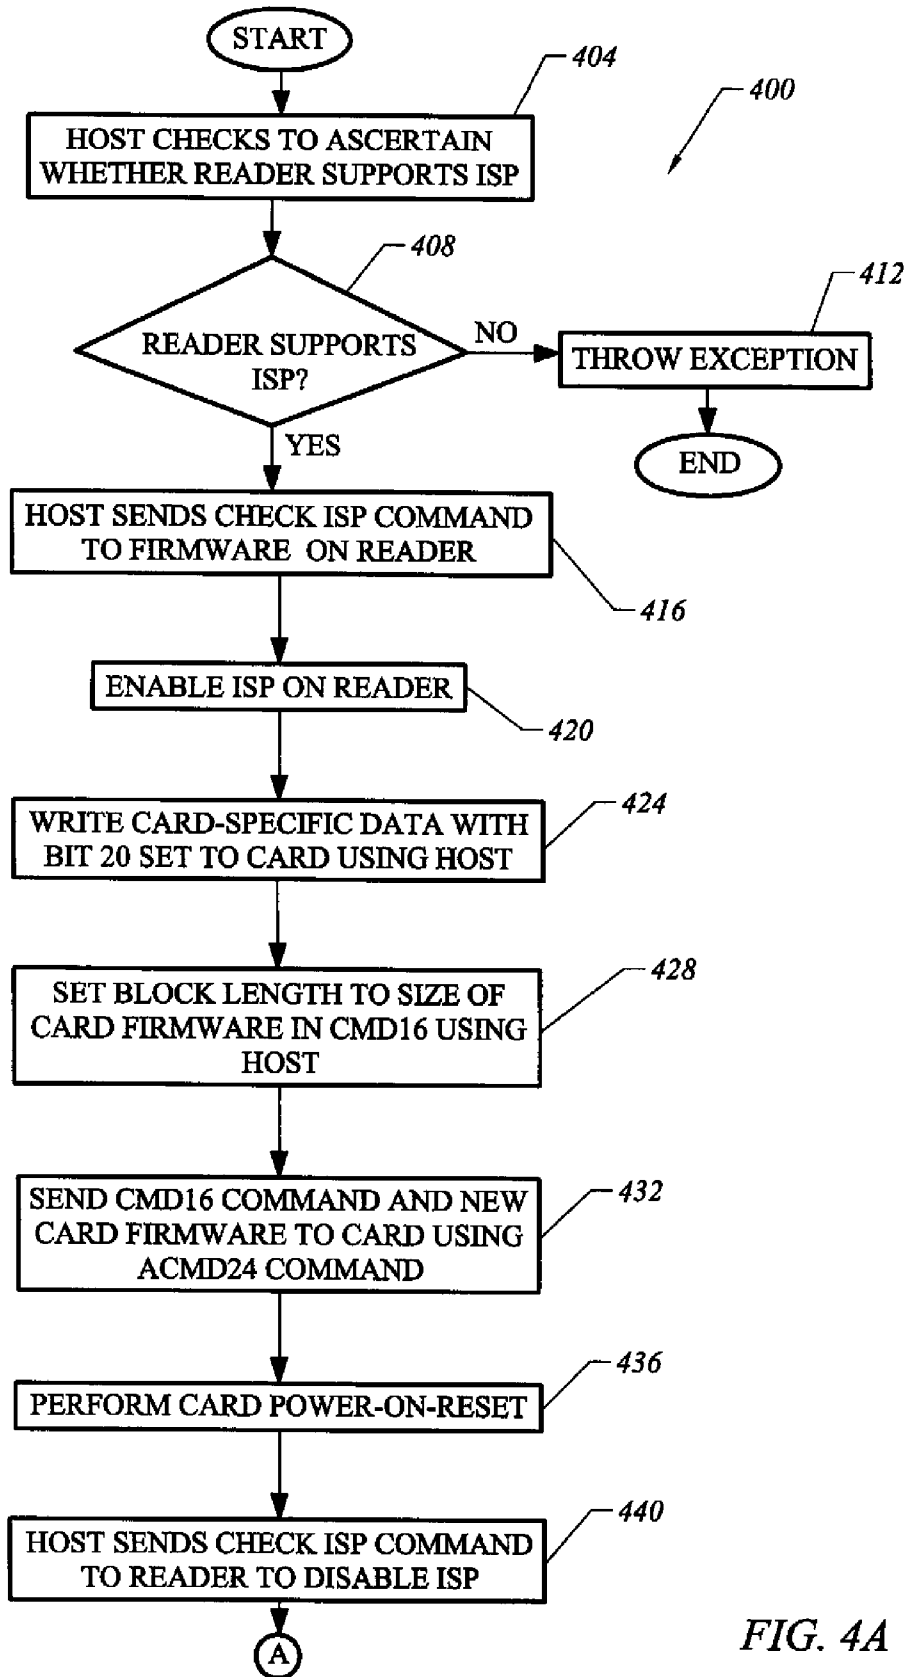 START
404
400
HOST CHECKS TO ASCERTAIN
WHETHER READER SUPPORTS ISP
408
412
READER SUPPORTS
ISP?
NO
THROW EXCEPTION
YES
END
HOST SENDS CHECK ISP COMMAND
TO FIRMWARE ON READER
416
ENABLE ISP ON READER
420
424
WRITE CARD-SPECIFIC DATA WITH
BIT 20 SET TO CARD USING HOST
428
SET BLOCK LENGTH TO SIZE OF
CARD FIRMWARE IN CMD16 USING
HOST
432
SEND CMD16 COMMAND AND NEW
CARD FIRMWARE TO CARD USING
ACMD24 COMMAND
436
PERFORM CARD POWER-ON-RESET
440
HOST SENDS CHECK ISP COMMAND
TO READER TO DISABLE ISP
A
FIG. 4A